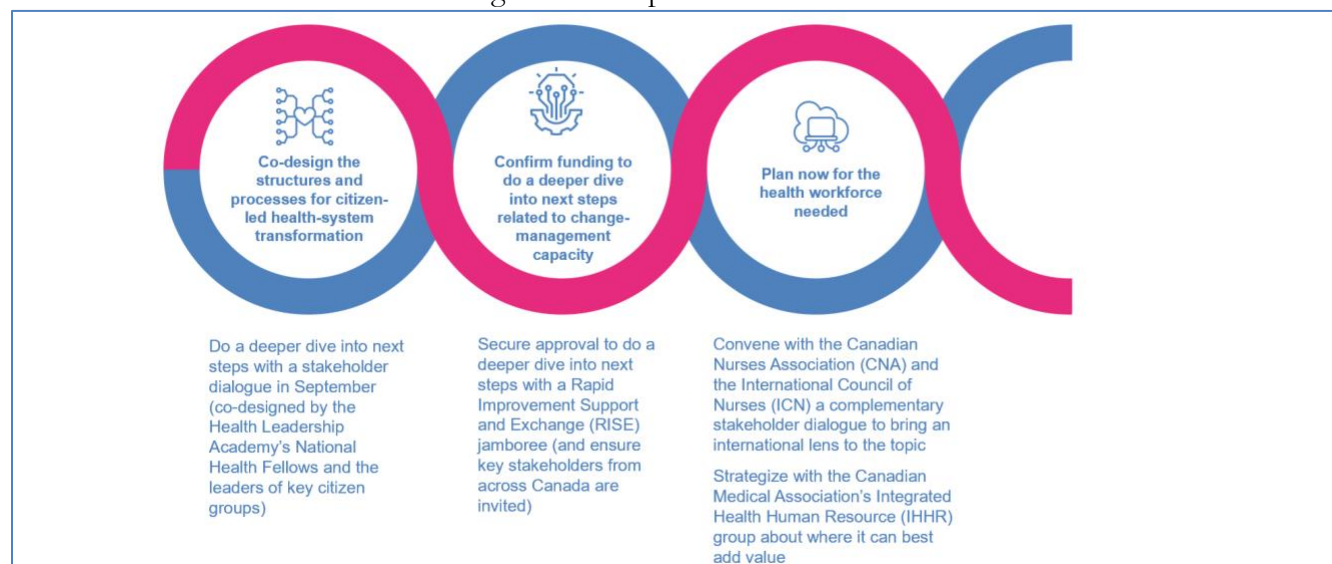 Co-design the
structures and
processes for citizen-
led health-system
transformation
Confirm funding to
do a deeper dive
into next steps
related to change-
management
capacity
Plan now for the
health workforce
needed
Do a deeper dive into next
steps with a stakeholder
dialogue in September
(co-designed by the
Health Leadership
Academy's National
Health Fellows and the
leaders of key citizen
groups)
Secure approval to do a
deeper dive into next
steps with a Rapid
Improvement Support
and Exchange (RISE)
jamboree (and ensure
key stakeholders from
across Canada are
invited)
Convene with the Canadian
Nurses Association (CNA) and
the International Council of
Nurses (ICN) a complementary
stakeholder dialogue to bring an
international lens to the topic
Strategize with the Canadian
Medical Association's Integrated
Health Human Resource (IHHR)
group about where it can best
add value